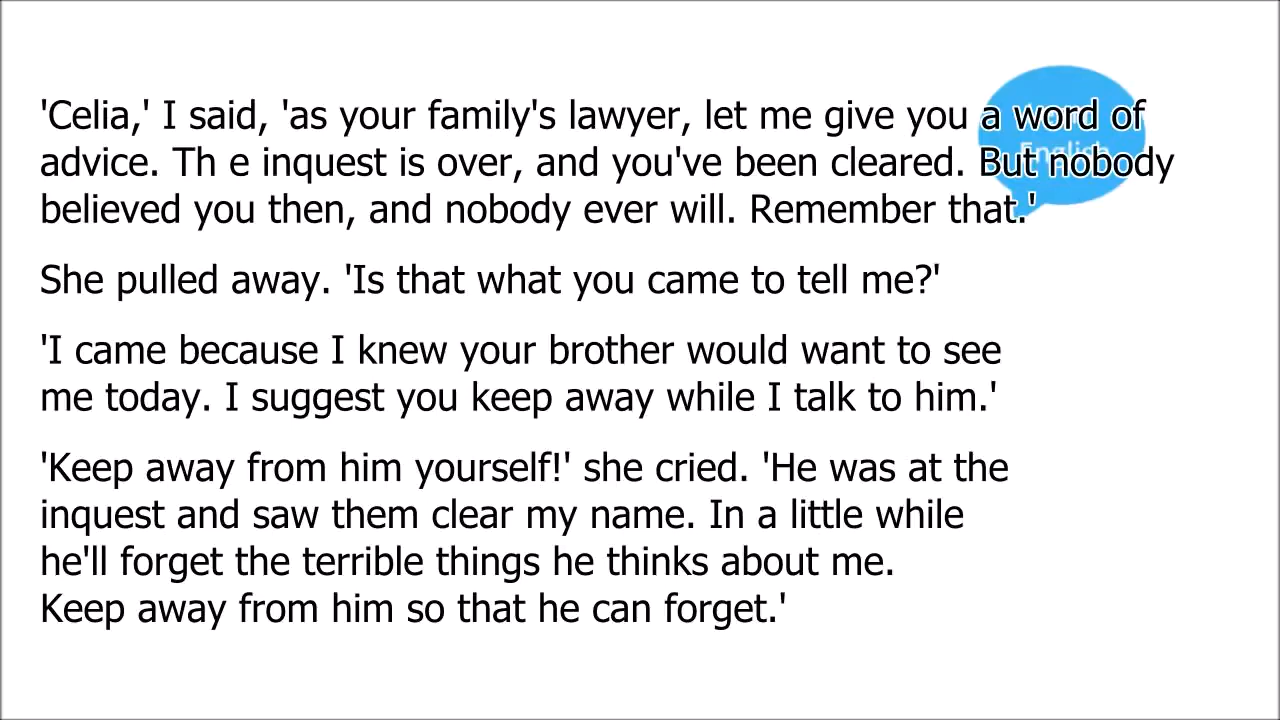 'Celia,' I said, 'as your family's lawyer, let me give you a word of
advice. Th e inquest is over, and you've been cleared. But nobody
believed you then, and nobody ever will. Remember that.'
She pulled away. 'Is that what you came to tell me?'
'I came because I knew your brother would want to see
me today. I suggest you keep away while I talk to him.'
'Keep away from him yourself!' she cried. 'He was at the
inquest and saw them clear my name. In a little while
he'll forget the terrible things he thinks about me.
Keep away from him so that he can forget.'
English